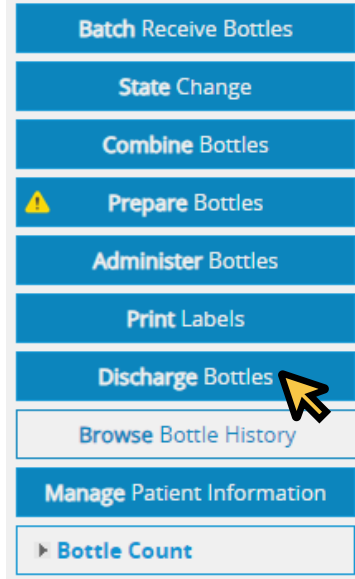 Batch Receive Bottles
State Change
Combine Bottles
Prepare Bottles
Administer Bottles
Print Labels
Discharge Bottles
Browse Bottle History
Manage Patient Information
Bottle Count